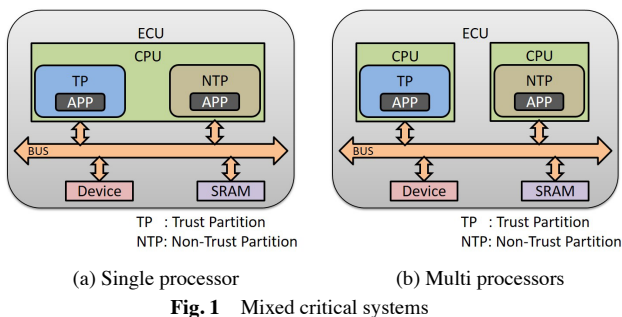 ECU
CPU
TP
NTP
APP
APP
BUS
Device
SRAM
TP : Trust Partition
NTP: Non-Trust Partition
(a) Single processor
ECU
CPU
CPU
TP
NTP
APP
APP
BUS
Device
SRAM
TP : Trust Partition
NTP: Non-Trust Partition
(b) Multi processors
Fig. 1 Mixed critical systems